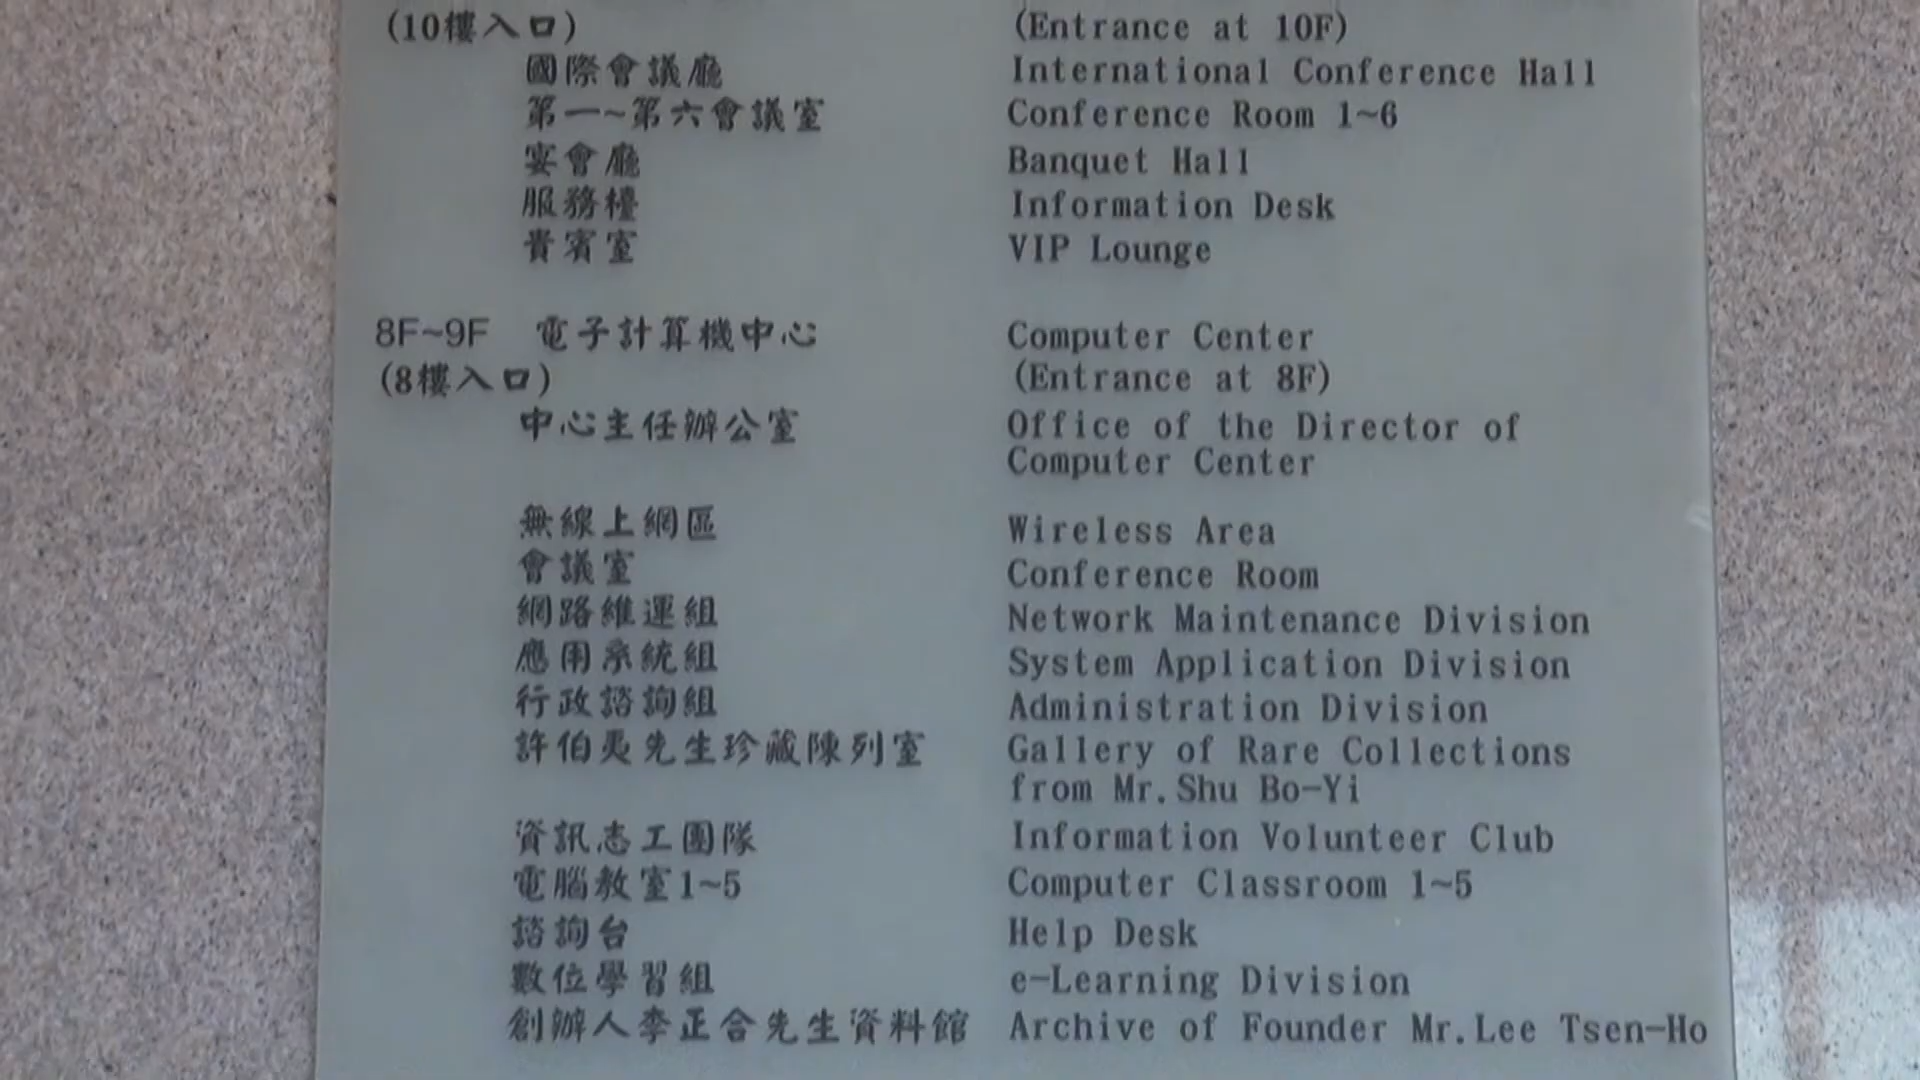 (10樓入口) (Entrance at 10F)
國際會議廳 International Conference Hall
第一~第六會議室 Conference Room 1~6
宴會廳 Banquet Hall
服務檯 Information Desk
貴賓室 VIP Lounge
8F~9F 電子計算機中心 Computer Center
(8樓入口) (Entrance at 8F)
中心主任辦公室 Office of the Director of
Computer Center
無線上網區 Wireless Area
會議室 Conference Room
網路維運組 Network Maintenance Division
應用系統組 System Application Division
行政諮詢組 Administration Division
許伯夷先生珍藏陳列室 Gallery of Rare Collections
from Mr.Shu Bo-Yi
資訊志工團隊 Information Volunteer Club
電腦教室1~5 Computer Classroom 1~5
諮詢台 Help Desk
數位學習組 e-Learning Division
創辦人李正合先生資料館 Archive of Founder Mr.Lee Tsen-Ho